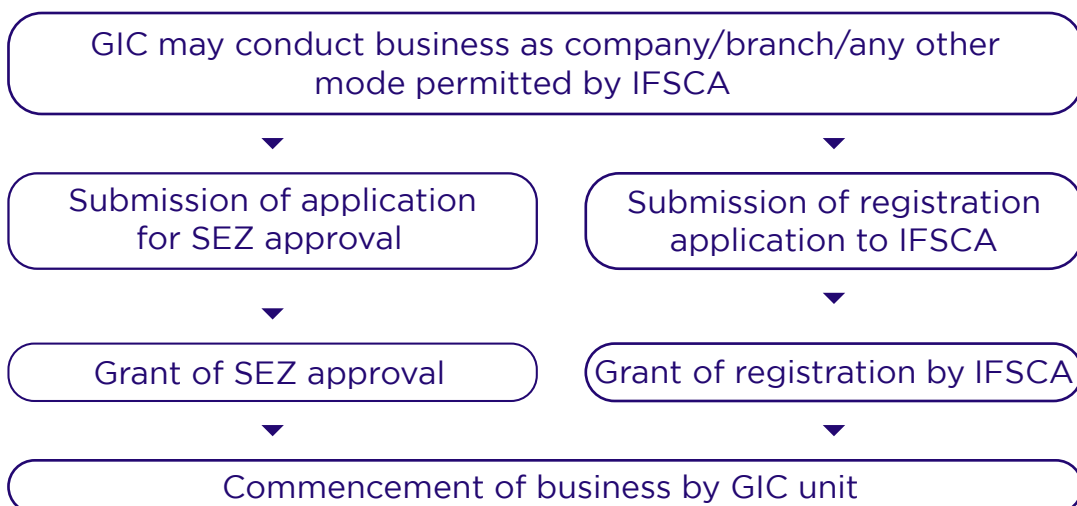 GIC may conduct business as company/branch/any other
mode permitted by IFSCA
Submission of application
for SEZ approval
Submission of registration
application to IFSCA
Grant of SEZ approval
Grant of registration by IFSCA
Commencement of business by GIC unit